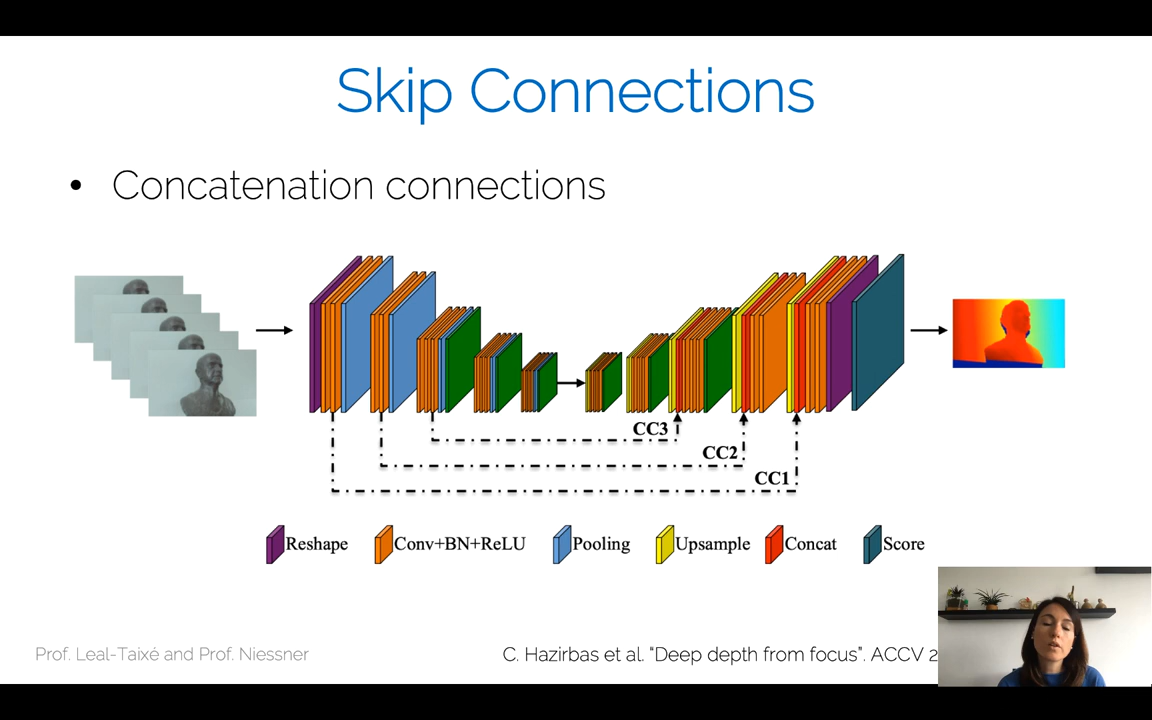 Skip Connections
• Concatenation connections
CC3
CC2
CC1
Reshape Conv+BN+ReLU Pooling Upsample Concat Score
Prof. Leal-Taixé and Prof. Niessner
C. Hazirbas et al. “Deep depth from focus”. ACCV 2